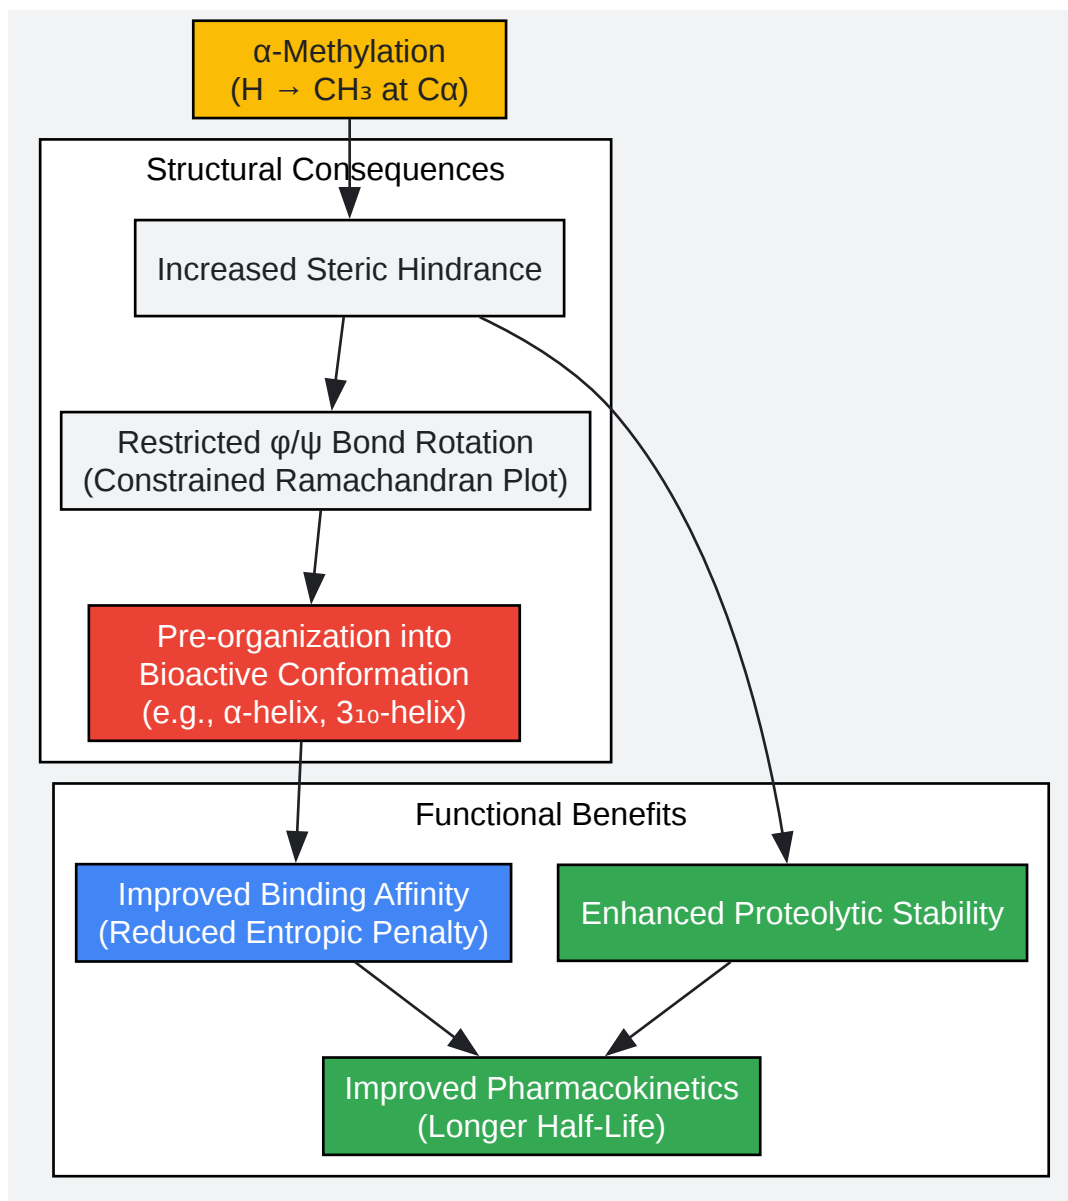 α-Methylation
(H → CH₃ at Cα)
Structural Consequences
Increased Steric Hindrance
Restricted φ/ψ Bond Rotation
(Constrained Ramachandran Plot)
Pre-organization into
Bioactive Conformation
(e.g., α-helix, 3₁₀-helix)
Functional Benefits
Improved Binding Affinity
(Reduced Entropic Penalty)
Enhanced Proteolytic Stability
Improved Pharmacokinetics
(Longer Half-Life)